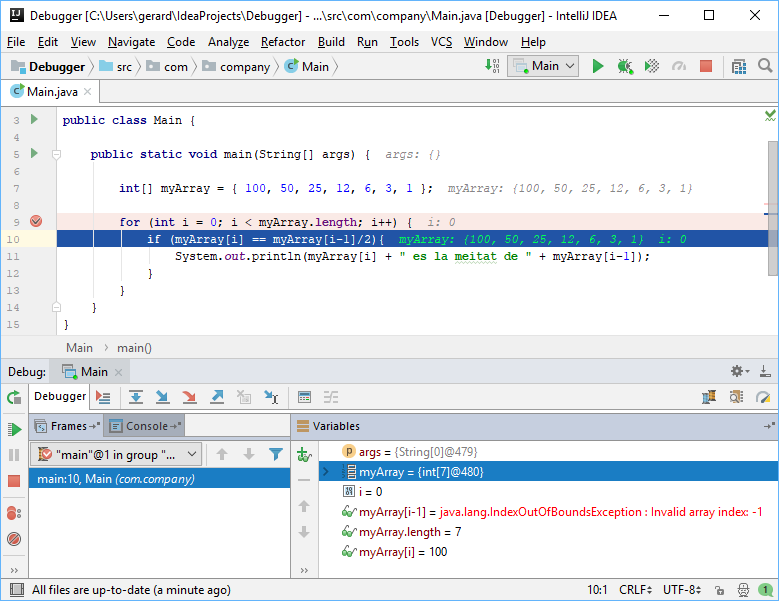 Debugger [C:\Users\gerard\IdeaProjects\Debugger] - ...\src\com\company\Main.java [Debugger] - IntelliJ IDEA
File Edit View Navigate Code Analyze Refactor Build Run Tools VCS Window Help
Debugger src com company Main Main
Main.java
3 public class Main {
4
5 public static void main(String[] args) { args: {}
6
7 int[] myArray = { 100, 50, 25, 12, 6, 3, 1 }; myArray: {100, 50, 25, 12, 6, 3, 1}
8
9 for (int i = 0; i < myArray.length; i++) { i: 0
10 if (myArray[i] == myArray[i-1]/2){ myArray: {100, 50, 25, 12, 6, 3, 1} i: 0
11 System.out.println(myArray[i] + " es la meitat de " + myArray[i-1]);
12 }
13 }
14 }
15 }
Main main()
Debug: Main
Debugger
Frames Console Variables
"main"@1 in group "...
main:10, Main (com.company)
args = {String[0]@479}
myArray = {int[7]@480}
i = 0
myArray[i-1] = java.lang.IndexOutOfBoundsException : Invalid array index: -1
myArray.length = 7
myArray[i] = 100
All files are up-to-date (a minute ago) 10:1 CRLF UTF-8 1